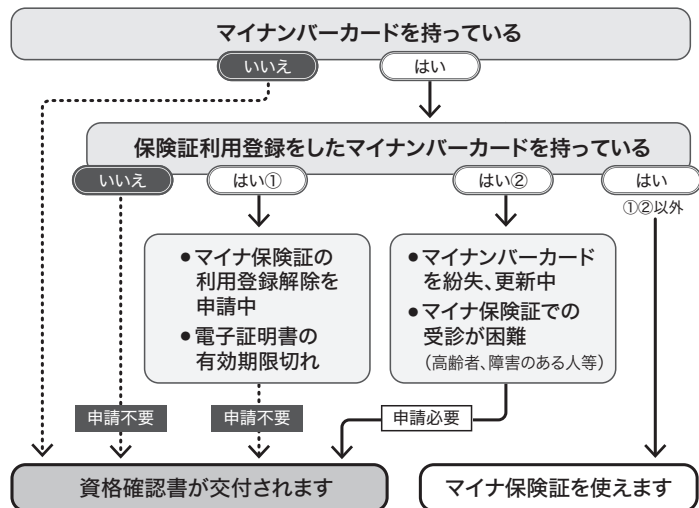 マイナンバーカードを持っている
いいえ
はい
保険証利用登録をしたマイナンバーカードを持っている
いいえ
はい①
はい②
はい
①②以外
●マイナ保険証の
利用登録解除を
申請中
●電子証明書の
有効期限切れ
●マイナンバーカード
を紛失、更新中
●マイナ保険証での
受診が困難
(高齢者、障害のある人等)
申請不要
申請不要
申請必要
資格確認書が交付されます
マイナ保険証を使えます